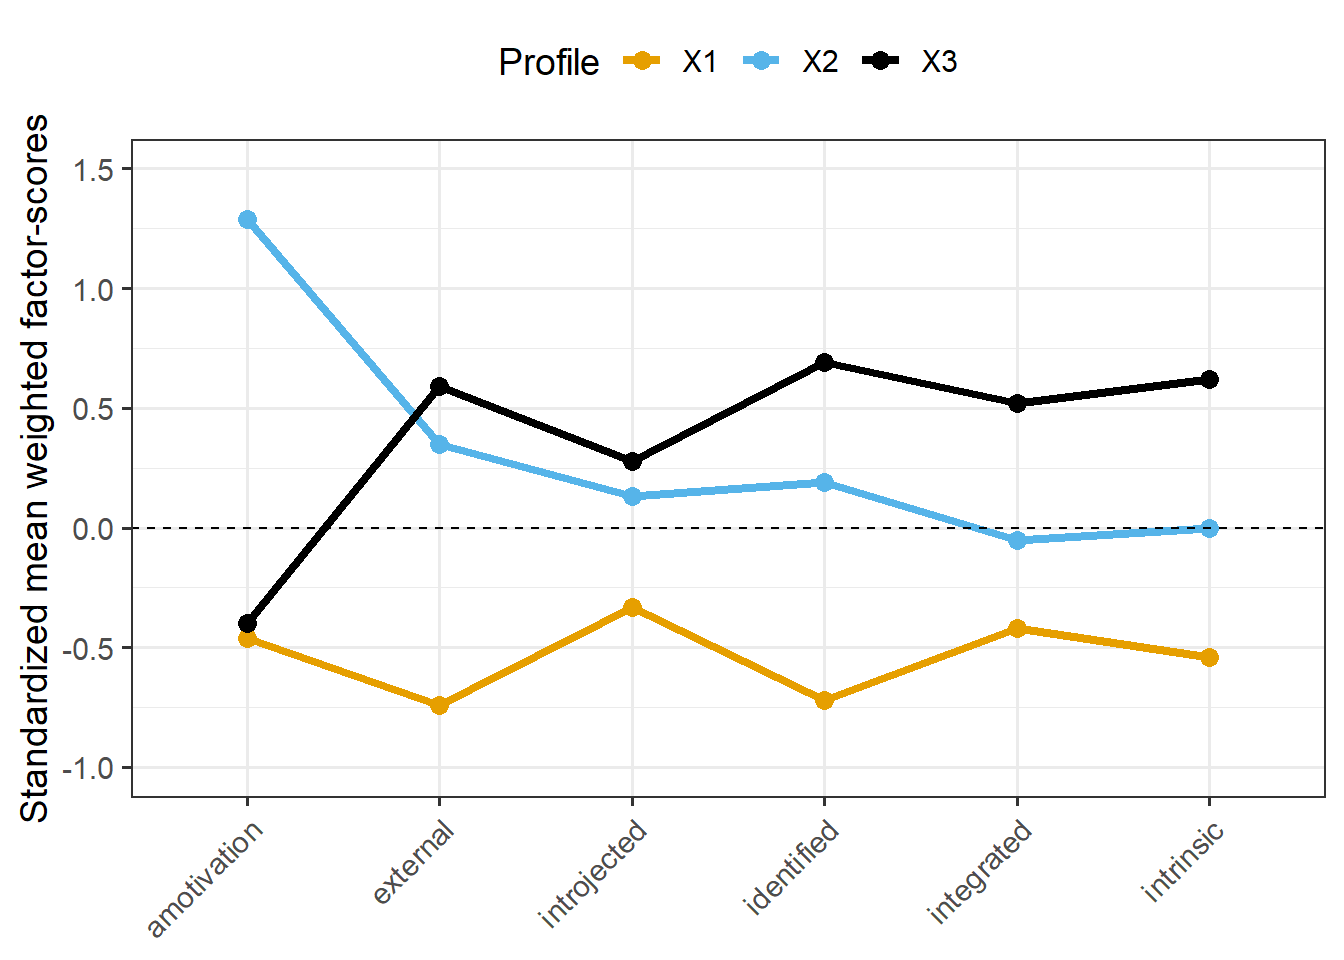 Profile X1 X2 X3
Standardized mean weighted factor-scores
1.5
1.0
0.5
0.0
-0.5
-1.0
amotivation external introjected identified integrated intrinsic